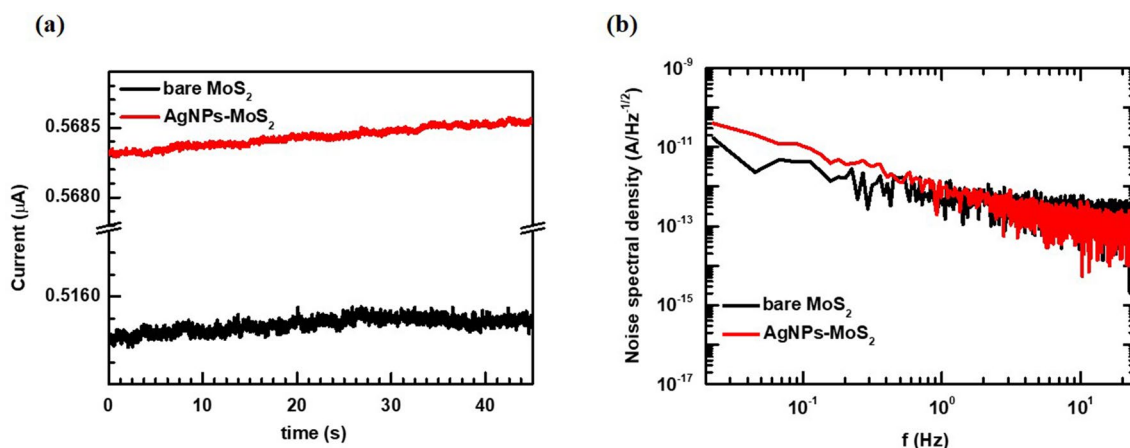 (a)
bare MoS₂
AgNPs-MoS₂
0.5685
0.5680
0.5160
Current (μA)
0
10
20
30
40
time (s)
(b)
10⁻⁹
10⁻¹¹
10⁻¹³
10⁻¹⁵
10⁻¹⁷
Noise spectral density (A/Hz⁻¹/²)
bare MoS₂
AgNPs-MoS₂
10⁻¹
10⁰
10¹
f (Hz)